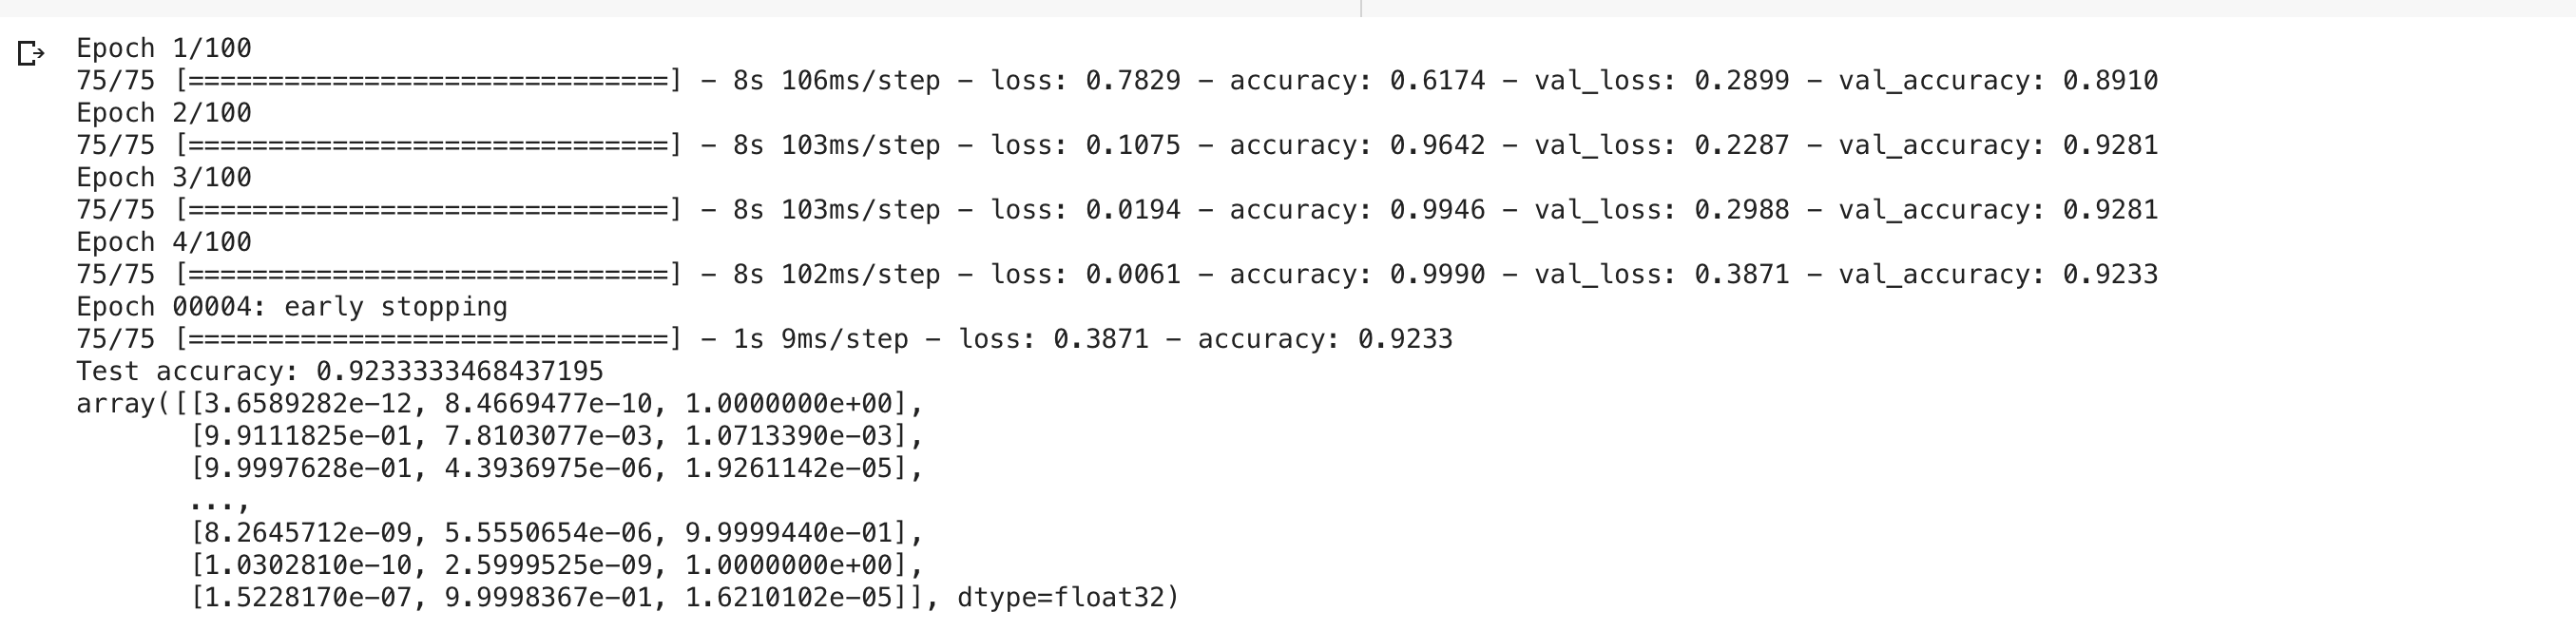 Epoch 1/100
75/75 [==============================] - 8s 106ms/step - loss: 0.7829 - accuracy: 0.6174 - val_loss: 0.2899 - val_accuracy: 0.8910
Epoch 2/100
75/75 [==============================] - 8s 103ms/step - loss: 0.1075 - accuracy: 0.9642 - val_loss: 0.2287 - val_accuracy: 0.9281
Epoch 3/100
75/75 [==============================] - 8s 103ms/step - loss: 0.0194 - accuracy: 0.9946 - val_loss: 0.2988 - val_accuracy: 0.9281
Epoch 4/100
75/75 [==============================] - 8s 102ms/step - loss: 0.0061 - accuracy: 0.9990 - val_loss: 0.3871 - val_accuracy: 0.9233
Epoch 00004: early stopping
75/75 [==============================] - 1s 9ms/step - loss: 0.3871 - accuracy: 0.9233
Test accuracy: 0.9233333468437195
array([[3.6589282e-12, 8.4669477e-10, 1.0000000e+00],
       [9.9111825e-01, 7.8103077e-03, 1.0713390e-03],
       [9.9997628e-01, 4.3936975e-06, 1.9261142e-05],
       ...,
       [8.2645712e-09, 5.5550654e-06, 9.9999440e-01],
       [1.0302810e-10, 2.5999525e-09, 1.0000000e+00],
       [1.5228170e-07, 9.9998367e-01, 1.6210102e-05]], dtype=float32)